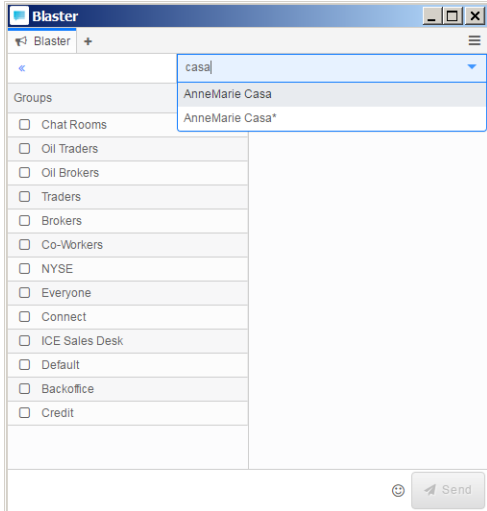 Blaster
Blaster +
« casa
Groups
AnneMarie Casa
AnneMarie Casa*
Chat Rooms
Oil Traders
Oil Brokers
Traders
Brokers
Co-Workers
NYSE
Everyone
Connect
ICE Sales Desk
Default
Backoffice
Credit
Send